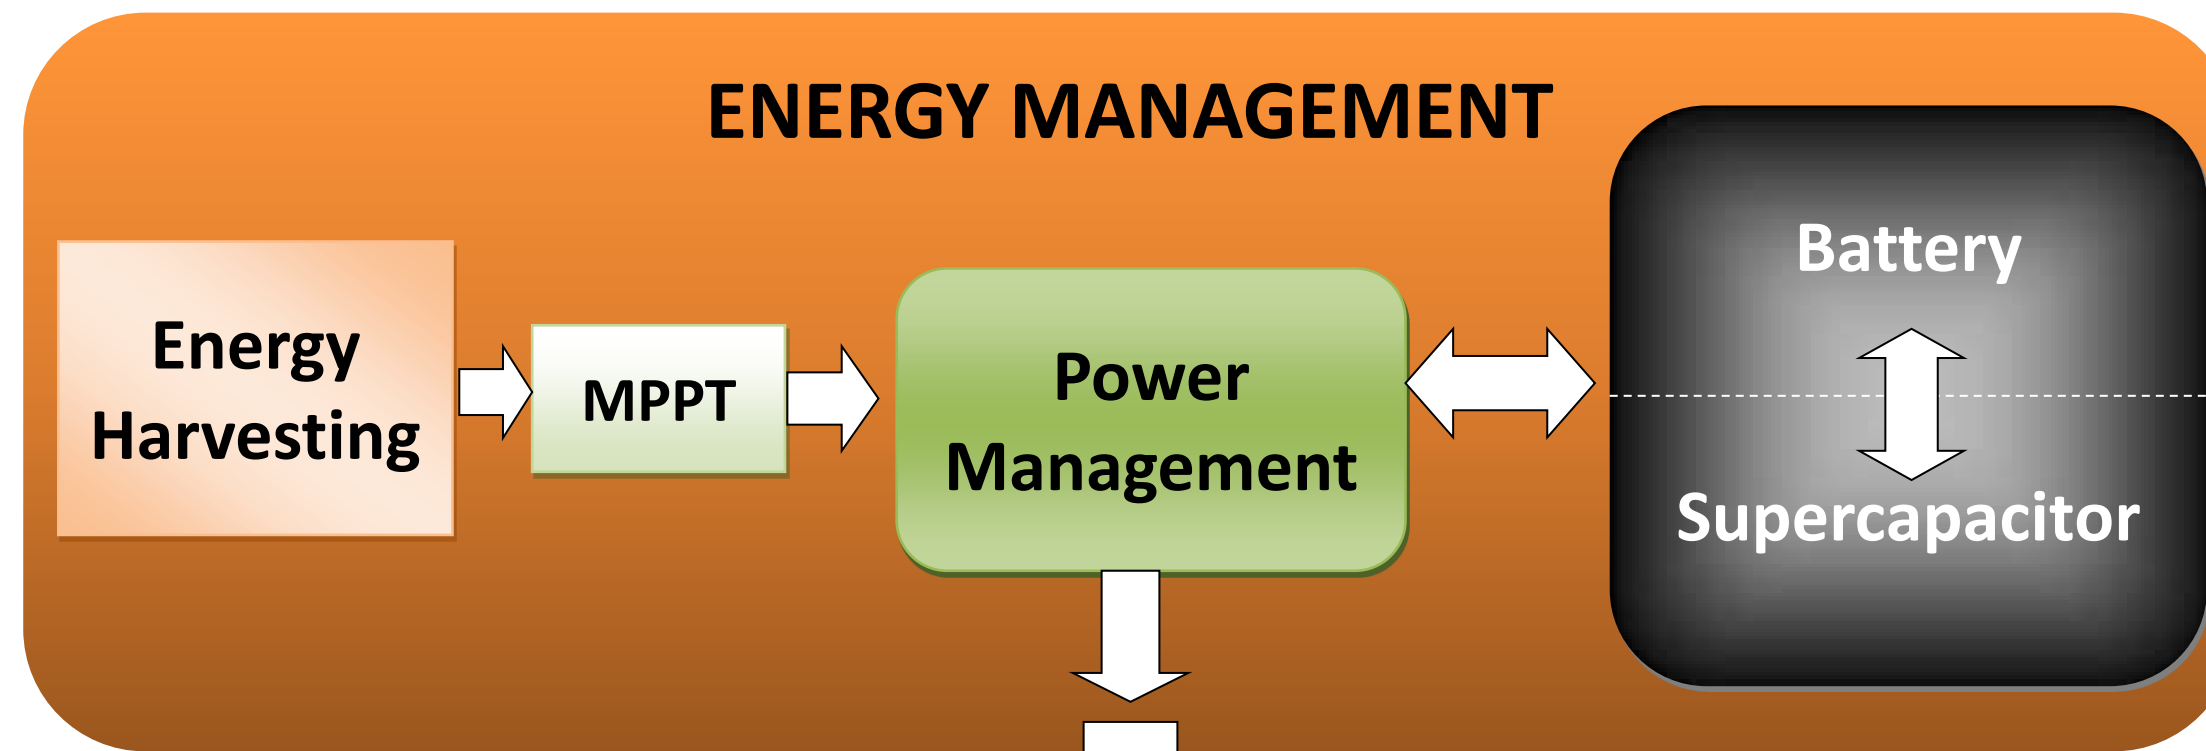 ENERGY MANAGEMENT
Energy
Harvesting
MPPT
Power
Management
Battery
Supercapacitor